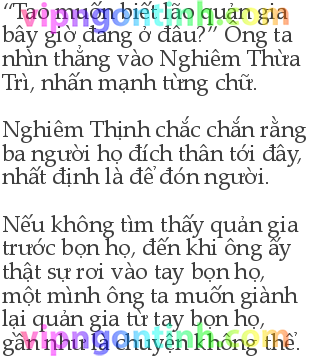 “Tao muốn biết lão quản gia
bây giờ đang ở đâu?” Ông ta
nhìn thẳng vào Nghiêm Thừa
Trì, nhấn mạnh từng chữ.
Nghiêm Thịnh chắc chắn rằng
ba người họ đích thân tới đây,
nhất định là để đón người.
Nếu không tìm thấy quản gia
trước bọn họ, đến khi ông ấy
thật sự rơi vào tay bọn họ,
một mình ông ta muốn giành
lại quản gia từ tay bọn họ,
gần như là chuyện không thể.
vipngontinh.com
vipngontinh.com